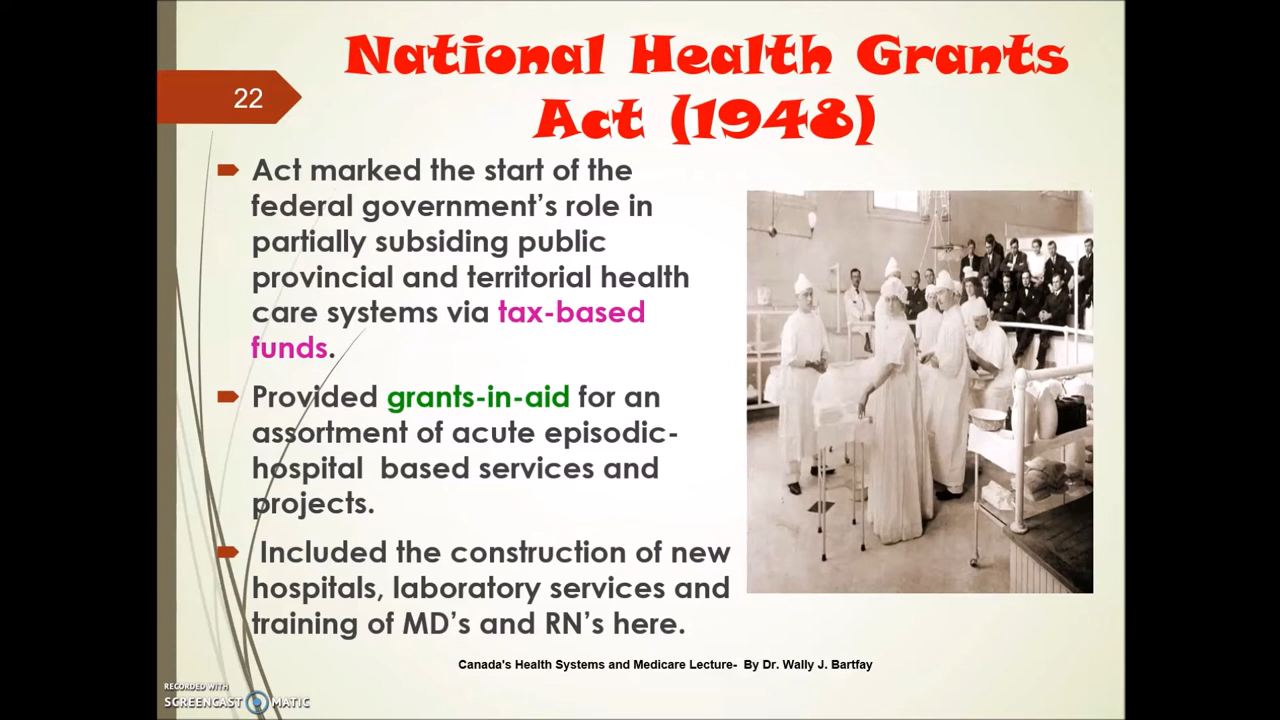 National Health Grants
Act (1948)
22
Act marked the start of the
federal government’s role in
partially subsiding public
provincial and territorial health
care systems via tax-based
funds.
Provided grants-in-aid for an
assortment of acute episodic-
hospital  based services and
projects.
Included the construction of new
hospitals, laboratory services and
training of MD’s and RN’s here.
Canada's Health Systems and Medicare Lecture-  By Dr. Wally J. Bartfay
RECORDED WITH
SCREENCAST MATIC